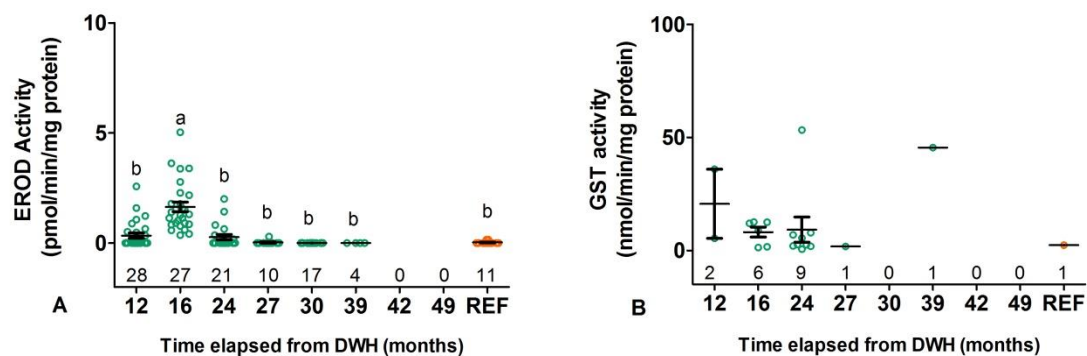 10
5
0
EROD Activity
(pmol/min/mg protein)
b
a
b
b
b
b
b
28 27 21 10 17 4 0 0 11
12 16 24 27 30 39 42 49 REF
A
Time elapsed from DWH (months)
100
50
0
GST activity
(nmol/min/mg protein)
2 6 9 1 0 1 0 0 1
12 16 24 27 30 39 42 49 REF
B
Time elapsed from DWH (months)